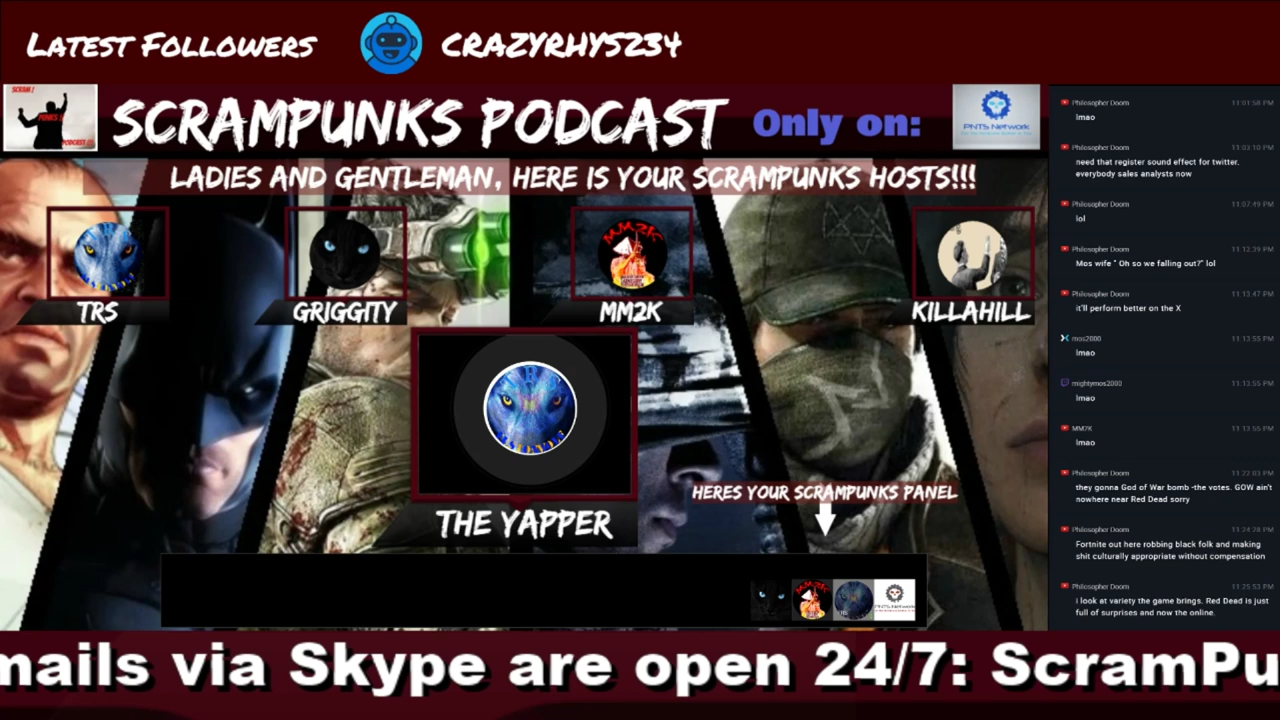 LATEST FOLLOWERS
CRAZYRHYS234
SCRAM!
PUNKS!!
PODCAST!!!
SCRAMPUNKS PODCAST
Only on:
PNTS Network
LADIES AND GENTLEMAN, HERE IS YOUR SCRAMPUNKS HOSTS!!!
MM2K
TRS
GRIGGITY
MM2K
KILLAHILL
THE YAPPER
HERES YOUR SCRAMPUNKS PANEL
mails via Skype are open 24/7: ScramPu
Philosopher Doom 11:01:58 PM
lmao
Philosopher Doom 11:03:10 PM
need that register sound effect for twitter.
everybody sales analysts now
Philosopher Doom 11:07:49 PM
lol
Philosopher Doom 11:12:39 PM
Mos wife " Oh so we falling out?" lol
Philosopher Doom 11:13:47 PM
it'll perform better on the X
mos2000 11:13:55 PM
lmao
mightymos2000 11:13:55 PM
lmao
MM2K 11:13:55 PM
lmao
Philosopher Doom 11:22:03 PM
they gonna God of War bomb -the votes. GOW ain't
nowhere near Red Dead sorry
Philosopher Doom 11:24:28 PM
Fortnite out here robbing black folk and making
shit culturally appropriate without compensation
Philosopher Doom 11:25:53 PM
i look at variety the game brings. Red Dead is just
full of surprises and now the online.